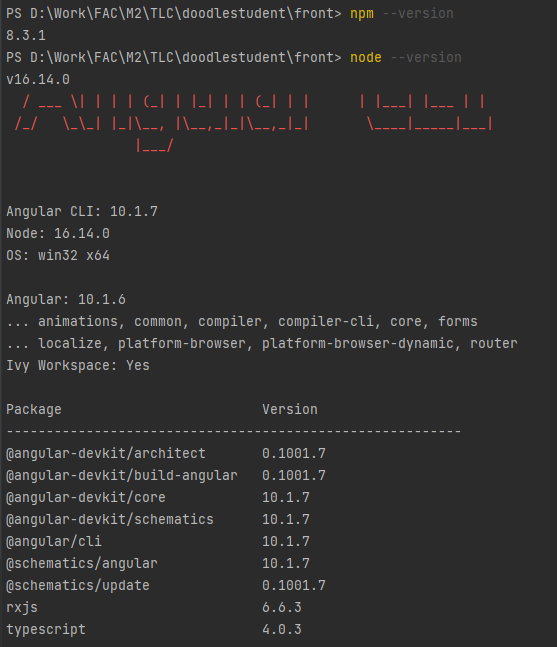 PS D:\Work\FAC\M2\TLC\doodlestudent\front> npm --version
8.3.1
PS D:\Work\FAC\M2\TLC\doodlestudent\front> node --version
v16.14.0
  / ___ \| | | | (_| | |_| | | (_| | |      | |___| |___ | |
 /_/   \_\_| |_|\__, |\__,_|_|\__,_|_|       \____|_____|___|
                |___/
Angular CLI: 10.1.7
Node: 16.14.0
OS: win32 x64
Angular: 10.1.6
... animations, common, compiler, compiler-cli, core, forms
... localize, platform-browser, platform-browser-dynamic, router
Ivy Workspace: Yes
Package                         Version
---------------------------------------------------------
@angular-devkit/architect       0.1001.7
@angular-devkit/build-angular   0.1001.7
@angular-devkit/core            10.1.7
@angular-devkit/schematics      10.1.7
@angular/cli                    10.1.7
@schematics/angular             10.1.7
@schematics/update              0.1001.7
rxjs                            6.6.3
typescript                      4.0.3